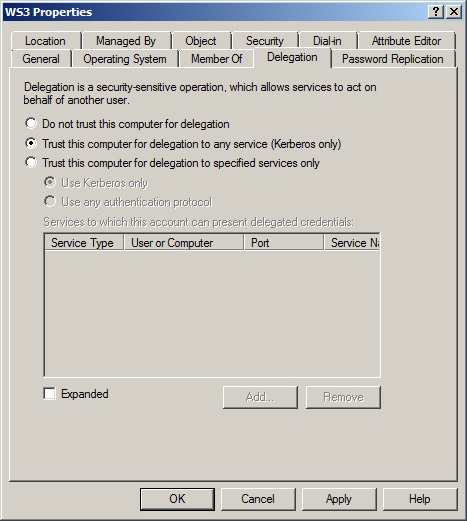 WS3 Properties
Location Managed By Object Security Dial-in Attribute Editor
General Operating System Member Of Delegation Password Replication
Delegation is a security-sensitive operation, which allows services to act on
behalf of another user.
Do not trust this computer for delegation
Trust this computer for delegation to any service (Kerberos only)
Trust this computer for delegation to specified services only
Use Kerberos only
Use any authentication protocol
Services to which this account can present delegated credentials:
Service Type User or Computer Port Service Na
Expanded Add... Remove
OK Cancel Apply Help